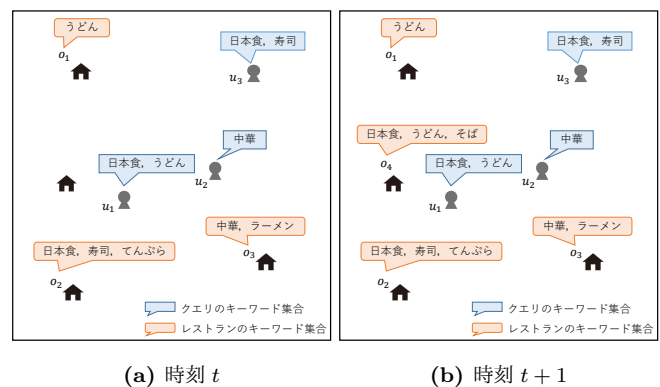 うどん
o1
日本食, 寿司
u3
中華
日本食, うどん
u2
u1
中華, ラーメン
o3
日本食, 寿司, てんぷら
o2
クエリのキーワード集合
レストランのキーワード集合
(a) 時刻 t
うどん
o1
日本食, 寿司
u3
日本食, うどん, そば
o4
中華
日本食, うどん
u2
u1
中華, ラーメン
o3
日本食, 寿司, てんぷら
o2
クエリのキーワード集合
レストランのキーワード集合
(b) 時刻 t + 1